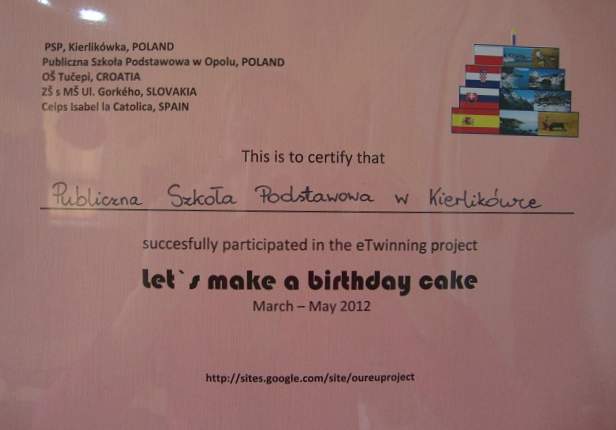 PSP, Kierlikówka, POLAND
Publiczna Szkoła Podstawowa w Opolu, POLAND
OŠ Tučepi, CROATIA
ZŠ s MŠ Ul. Gorkého, SLOVAKIA
Ceips Isabel la Catolica, SPAIN
This is to certify that
Publiczna Szkoła Podstawowa w Kierlikówce
succesfully participated in the eTwinning project
Let`s make a birthday cake
March – May 2012
http://sites.google.com/site/oureuproject